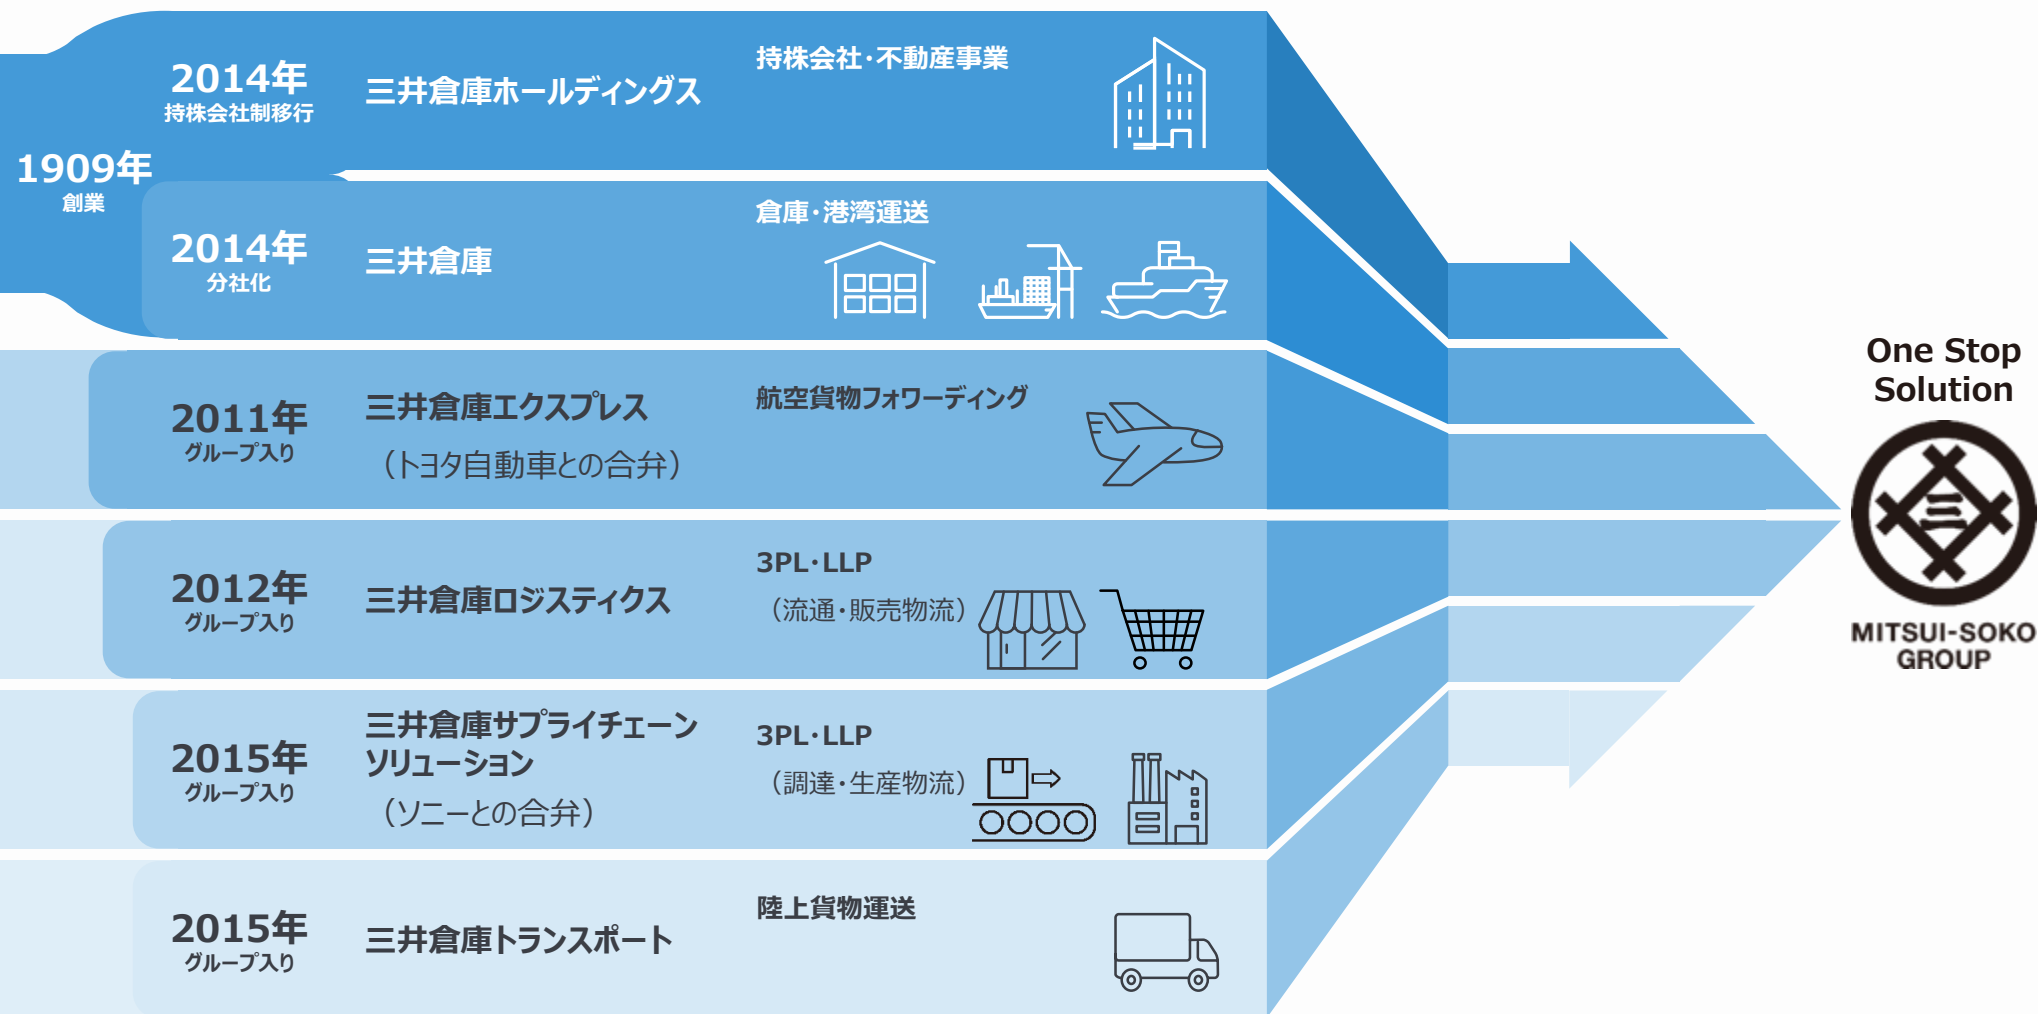 1909年
創業
2014年
持株会社制移行
三井倉庫ホールディングス
持株会社・不動産事業
2014年
分社化
三井倉庫
倉庫・港湾運送
2011年
グループ入り
三井倉庫エクスプレス
（トヨタ自動車との合弁）
航空貨物フォワーディング
2012年
グループ入り
三井倉庫ロジスティクス
3PL・LLP
（流通・販売物流）
2015年
グループ入り
三井倉庫サプライチェーン
ソリューション
（ソニーとの合弁）
3PL・LLP
（調達・生産物流）
2015年
グループ入り
三井倉庫トランスポート
陸上貨物運送
One Stop
Solution
三
MITSUI-SOKO
GROUP